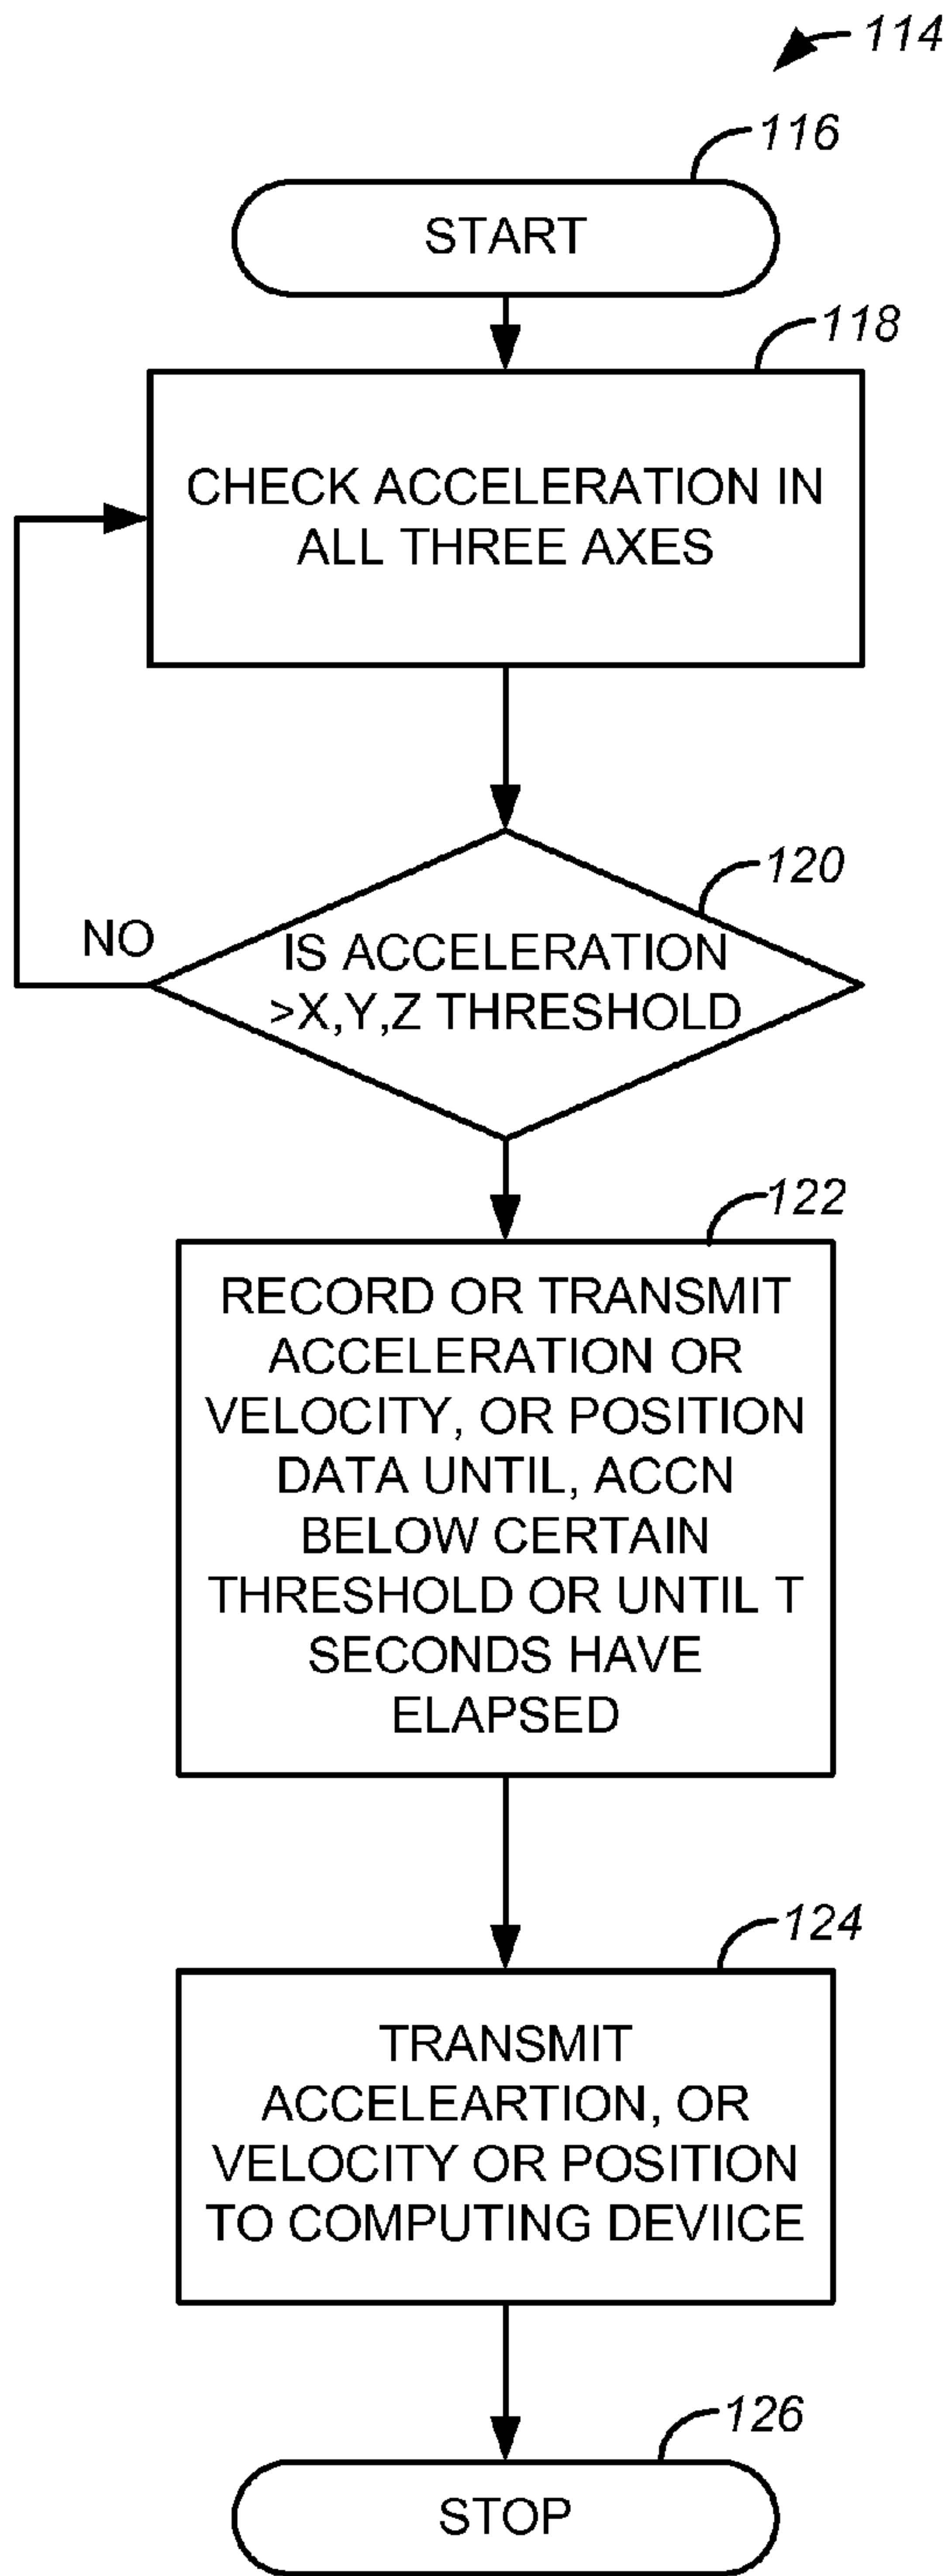 114
116
START
118
CHECK ACCELERATION IN
ALL THREE AXES
120
NO
IS ACCELERATION
>X,Y,Z THRESHOLD
122
RECORD OR TRANSMIT
ACCELERATION OR
VELOCITY, OR POSITION
DATA UNTIL, ACCN
BELOW CERTAIN
THRESHOLD OR UNTIL T
SECONDS HAVE
ELAPSED
124
TRANSMIT
ACCELEARTION, OR
VELOCITY OR POSITION
TO COMPUTING DEVIICE
126
STOP